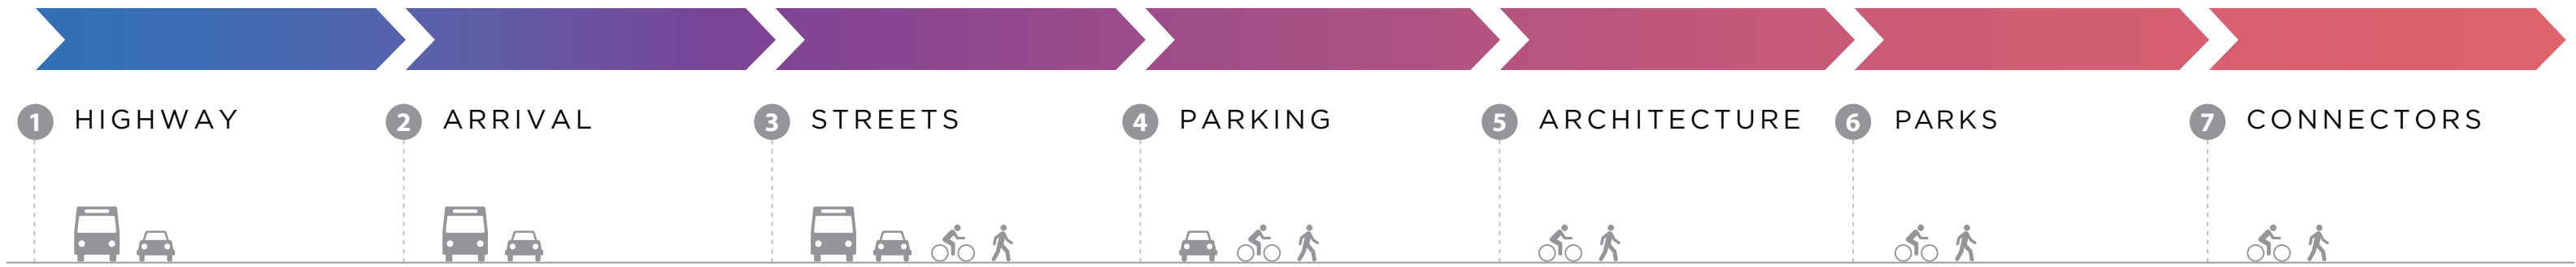 1 HIGHWAY
2 ARRIVAL
3 STREETS
4 PARKING
5 ARCHITECTURE
6 PARKS
7 CONNECTORS